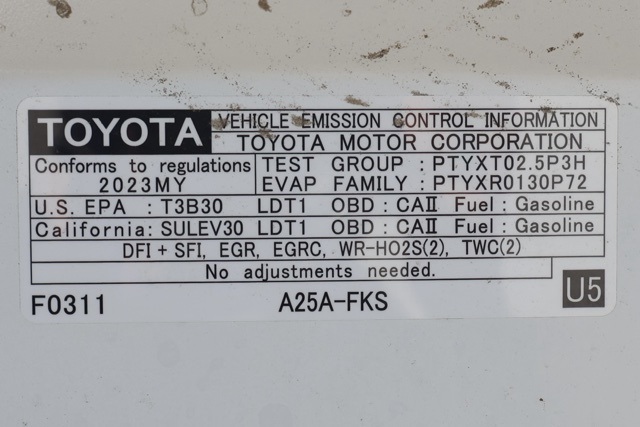 TOYOTA VEHICLE EMISSION CONTROL INFORMATION
TOYOTA MOTOR CORPORATION
Conforms to regulations TEST GROUP : PTYXT02.5P3H
2023MY EVAP FAMILY : PTYXR0130P72
U.S. EPA : T3B30 LDT1 OBD : CAII Fuel : Gasoline
California: SULEV30 LDT1 OBD : CAII Fuel : Gasoline
DFI + SFI, EGR, EGRC, WR-HO2S(2), TWC(2)
No adjustments needed.
F0311 A25A-FKS U5